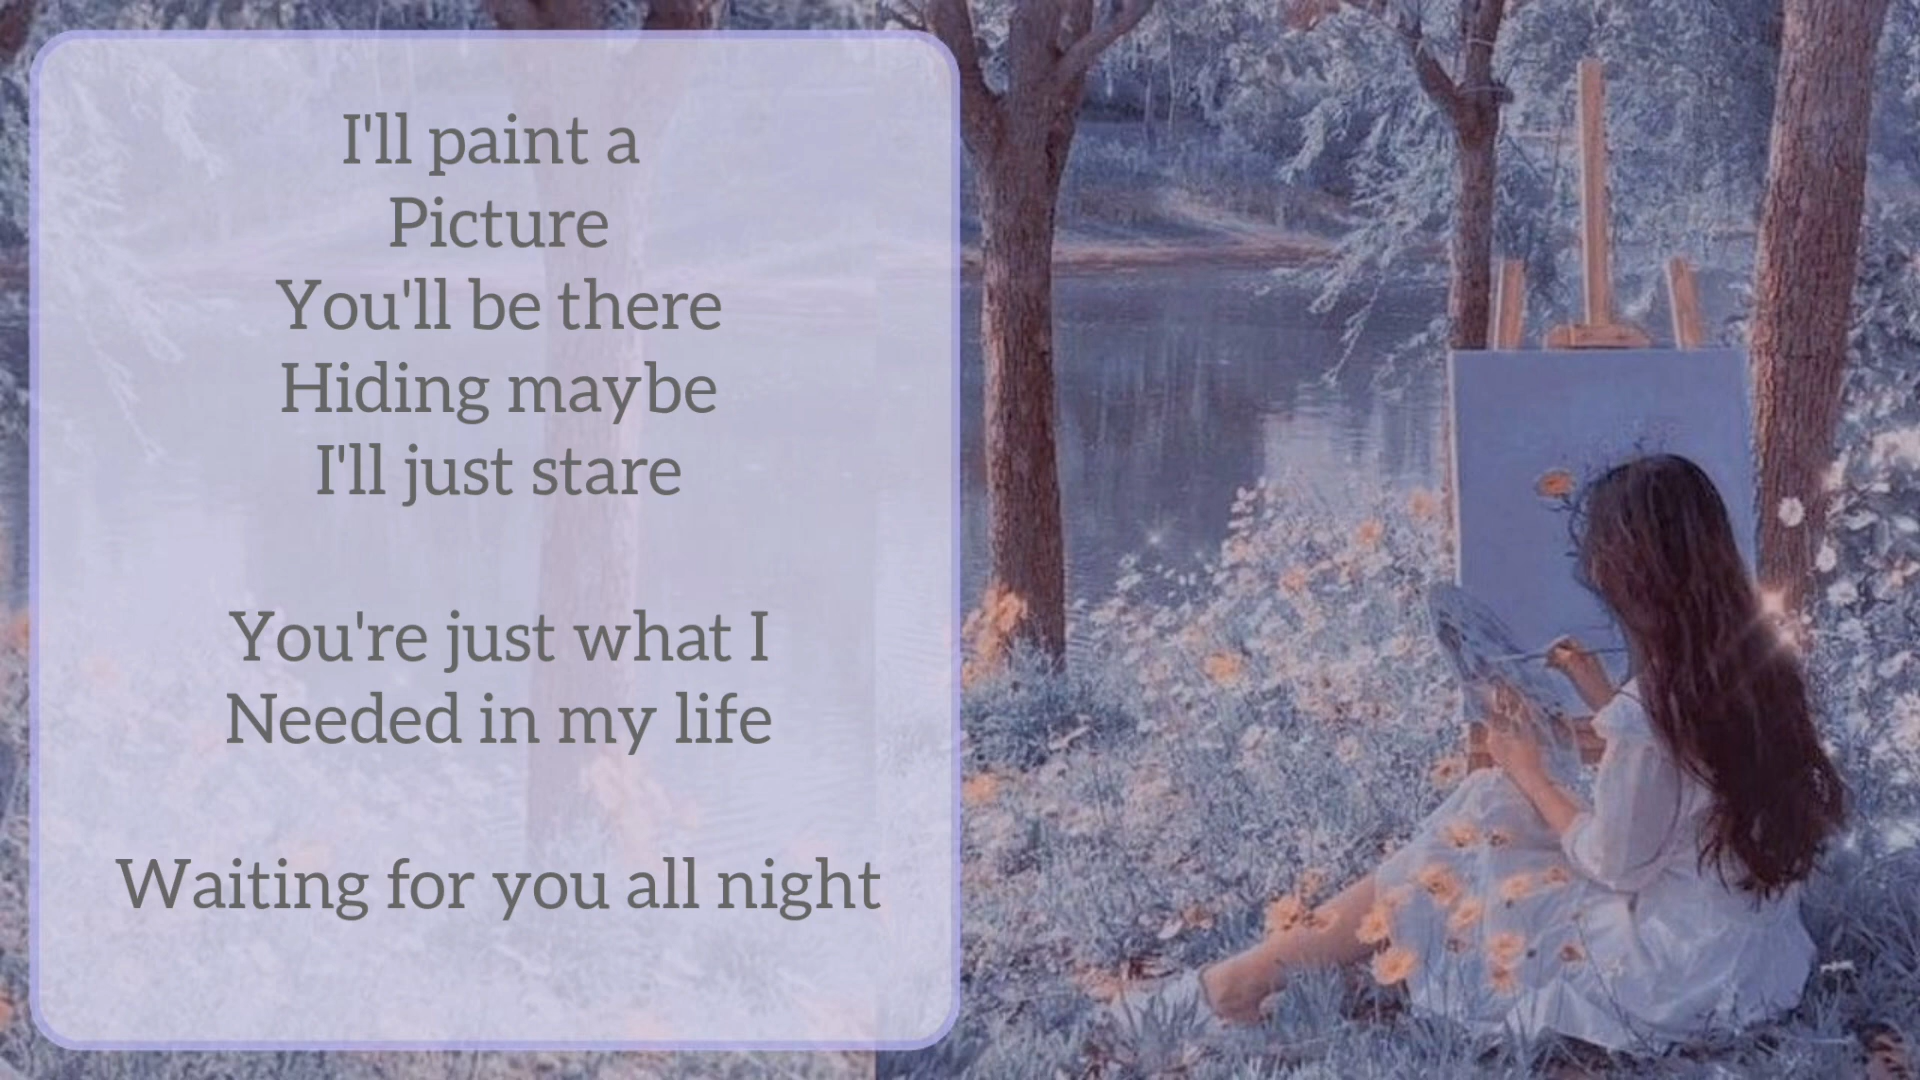 I'll paint a
Picture
You'll be there
Hiding maybe
I'll just stare
You're just what I
Needed in my life
Waiting for you all night